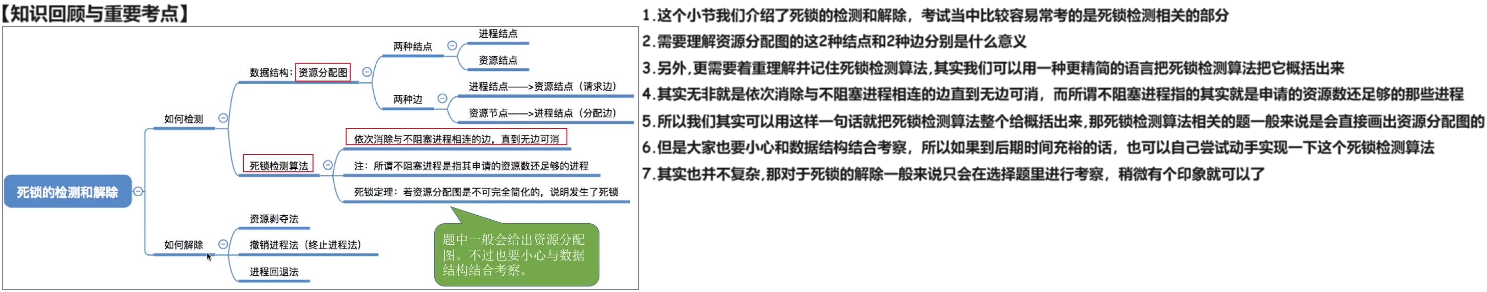 【知识回顾与重要考点】
进程结点
两种结点
资源结点
数据结构：资源分配图
进程结点——>资源结点（请求边）
两种边
资源节点——>进程结点（分配边）
如何检测
依次消除与不阻塞进程相连的边，直到无边可消
死锁检测算法
注：所谓不阻塞进程是指其申请的资源数还足够的进程
死锁定理：若资源分配图是不可完全简化的，说明发生了死锁
死锁的检测和解除
资源剥夺法
如何解除
撤销进程法（终止进程法）
进程回退法
题中一般会给出资源分配
图。不过也要小心与数据
结构结合考察。
1.这个小节我们介绍了死锁的检测和解除，考试当中比较容易常考的是死锁检测相关的部分
2.需要理解资源分配图的这2种结点和2种边分别是什么意义
3.另外,更需要着重理解并记住死锁检测算法,其实我们可以用一种更精简的语言把死锁检测算法把它概括出来
4.其实无非就是依次消除与不阻塞进程相连的边直到无边可消，而所谓不阻塞进程指的其实就是申请的资源数还足够的那些进程
5.所以我们其实可以用这样一句话就把死锁检测算法整个给概括出来,那死锁检测算法相关的题一般来说是会直接画出资源分配图的
6.但是大家也要小心和数据结构结合考察，所以如果到后期时间充裕的话，也可以自己尝试动手实现一下这个死锁检测算法
7.其实也并不复杂,那对于死锁的解除一般来说只会在选择题里进行考察，稍微有个印象就可以了